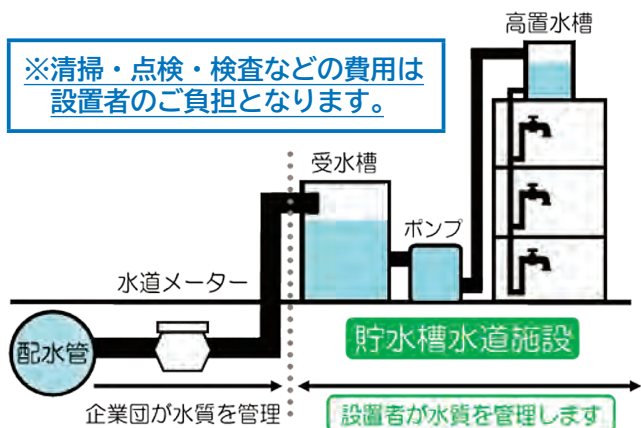 高置水槽
※清掃・点検・検査などの費用は
設置者のご負担となります。
受水槽
ポンプ
水道メーター
配水管
貯水槽水道施設
企業団が水質を管理
設置者が水質を管理します